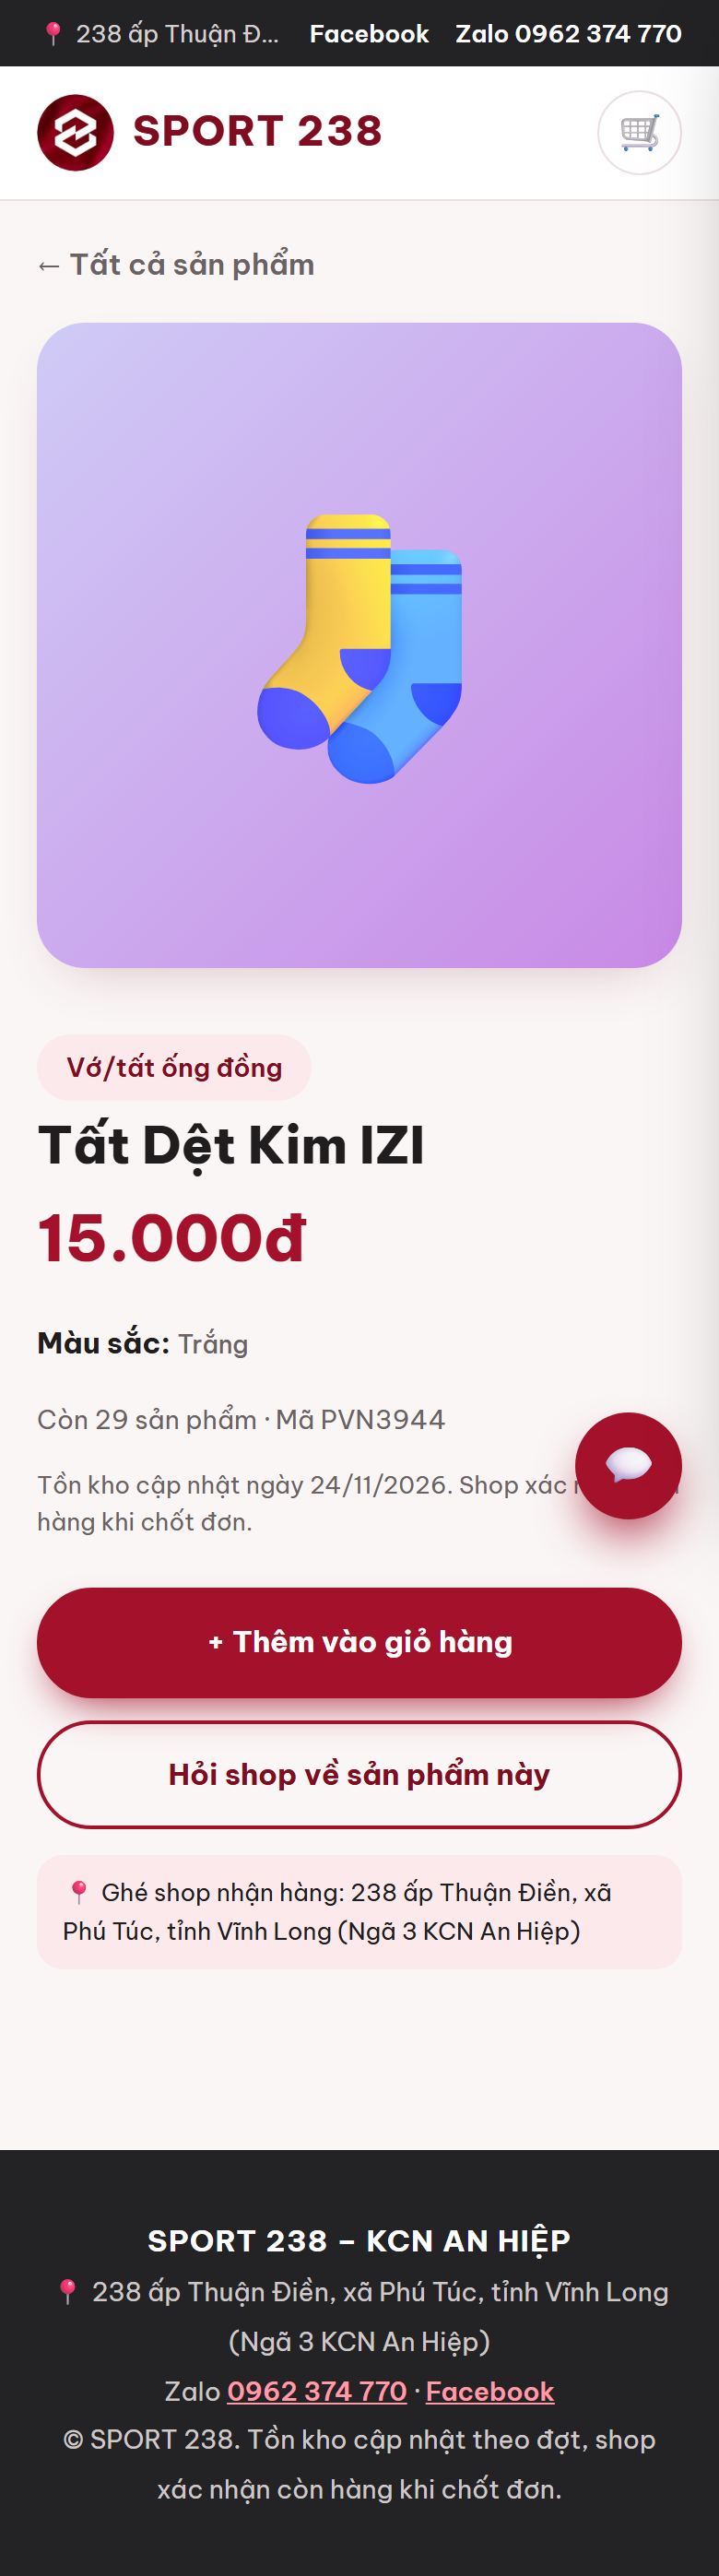 238 ấp Thuận Đ... Facebook Zalo 0962 374 770
SPORT 238
← Tất cả sản phẩm
Vớ/tất ống đồng
Tất Dệt Kim IZI
15.000đ
Màu sắc: Trắng
Còn 29 sản phẩm · Mã PVN3944
Tồn kho cập nhật ngày 24/11/2026. Shop xác
hàng khi chốt đơn.
+ Thêm vào giỏ hàng
Hỏi shop về sản phẩm này
Ghé shop nhận hàng: 238 ấp Thuận Điền, xã
Phú Túc, tỉnh Vĩnh Long (Ngã 3 KCN An Hiệp)
SPORT 238 – KCN AN HIỆP
238 ấp Thuận Điền, xã Phú Túc, tỉnh Vĩnh Long
(Ngã 3 KCN An Hiệp)
Zalo 0962 374 770 · Facebook
© SPORT 238. Tồn kho cập nhật theo đợt, shop
xác nhận còn hàng khi chốt đơn.